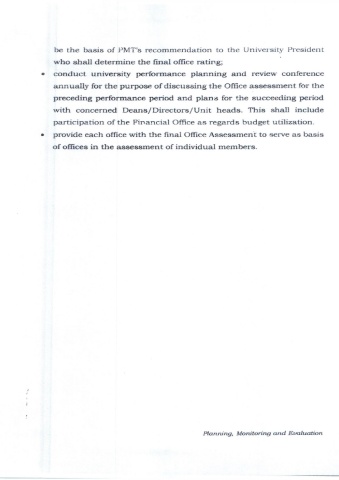 be the basis of PMT's recommendation to the University President
who shall determine the final office rating;
• conduct university performance planning and review conference
annually for the purpose of discussing the Office assessment for the
preceding performance period and plans for the succeeding period
with concerned Deans/Directors/Unit heads. This shall include
participation of the Financial Office as regards budget utilization.
• provide each office with the final Office Assessment to serve as basis
of offices in the assessment of individual members.
Planning, Monitoring and Evaluation